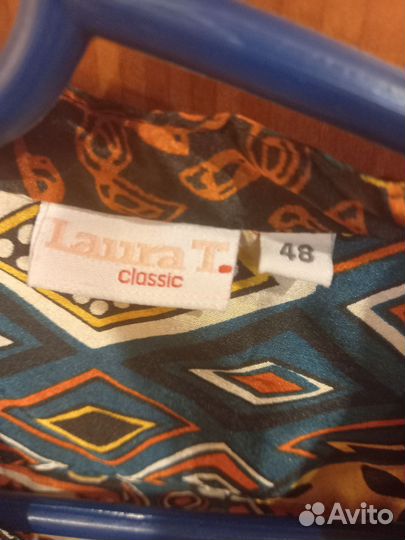 Laura T.
classic
48
Avito